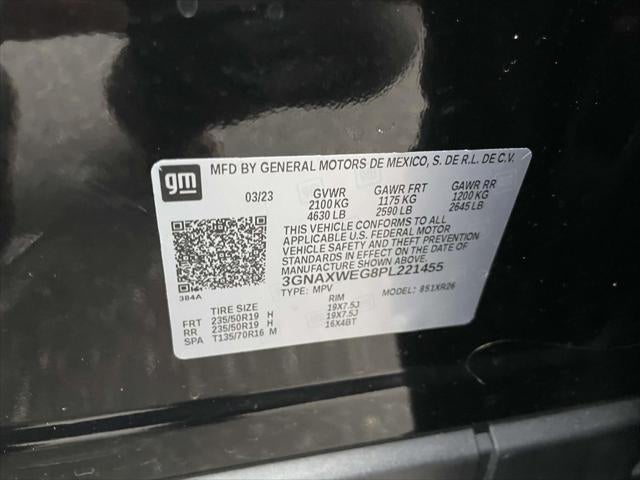 gm
MFD BY GENERAL MOTORS DE MEXICO, S. DE R.L. DE C.V.
03/23 GVWR GAWR FRT GAWR RR
2100 KG 1175 KG 1200 KG
4630 LB 2590 LB 2645 LB
THIS VEHICLE CONFORMS TO ALL
APPLICABLE U.S. FEDERAL MOTOR
VEHICLE SAFETY AND THEFT PREVENTION
STANDARDS IN EFFECT ON THE DATE OF
MANUFACTURE SHOWN ABOVE.
3GNAXWEG8PL221455
TYPE: MPV MODEL: 851XR26
384A
TIRE SIZE RIM
FRT 235/50R19 H 19X7.5J
RR 235/50R19 H 19X7.5J
SPA T135/70R16 M 16X4BT